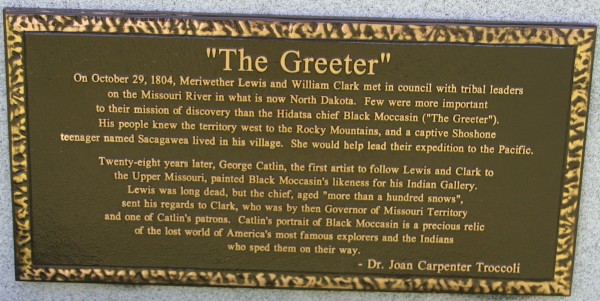 "The Greeter"
On October 29, 1804, Meriwether Lewis and William Clark met in council with tribal leaders
on the Missouri River in what is now North Dakota. Few were more important
to their mission of discovery than the Hidatsa chief Black Moccasin ("The Greeter").
His people knew the territory west to the Rocky Mountains, and a captive Shoshone
teenager named Sacagawea lived in his village. She would help lead their expedition to the Pacific.
Twenty-eight years later, George Catlin, the first artist to follow Lewis and Clark to
the Upper Missouri, painted Black Moccasin's likeness for his Indian Gallery.
Lewis was long dead, but the chief, aged "more than a hundred snows",
sent his regards to Clark, who was by then Governor of Missouri Territory
and one of Catlin's patrons. Catlin's portrait of Black Moccasin is a precious relic
of the lost world of America's most famous explorers and the Indians
who sped them on their way.
- Dr. Joan Carpenter Troccoli